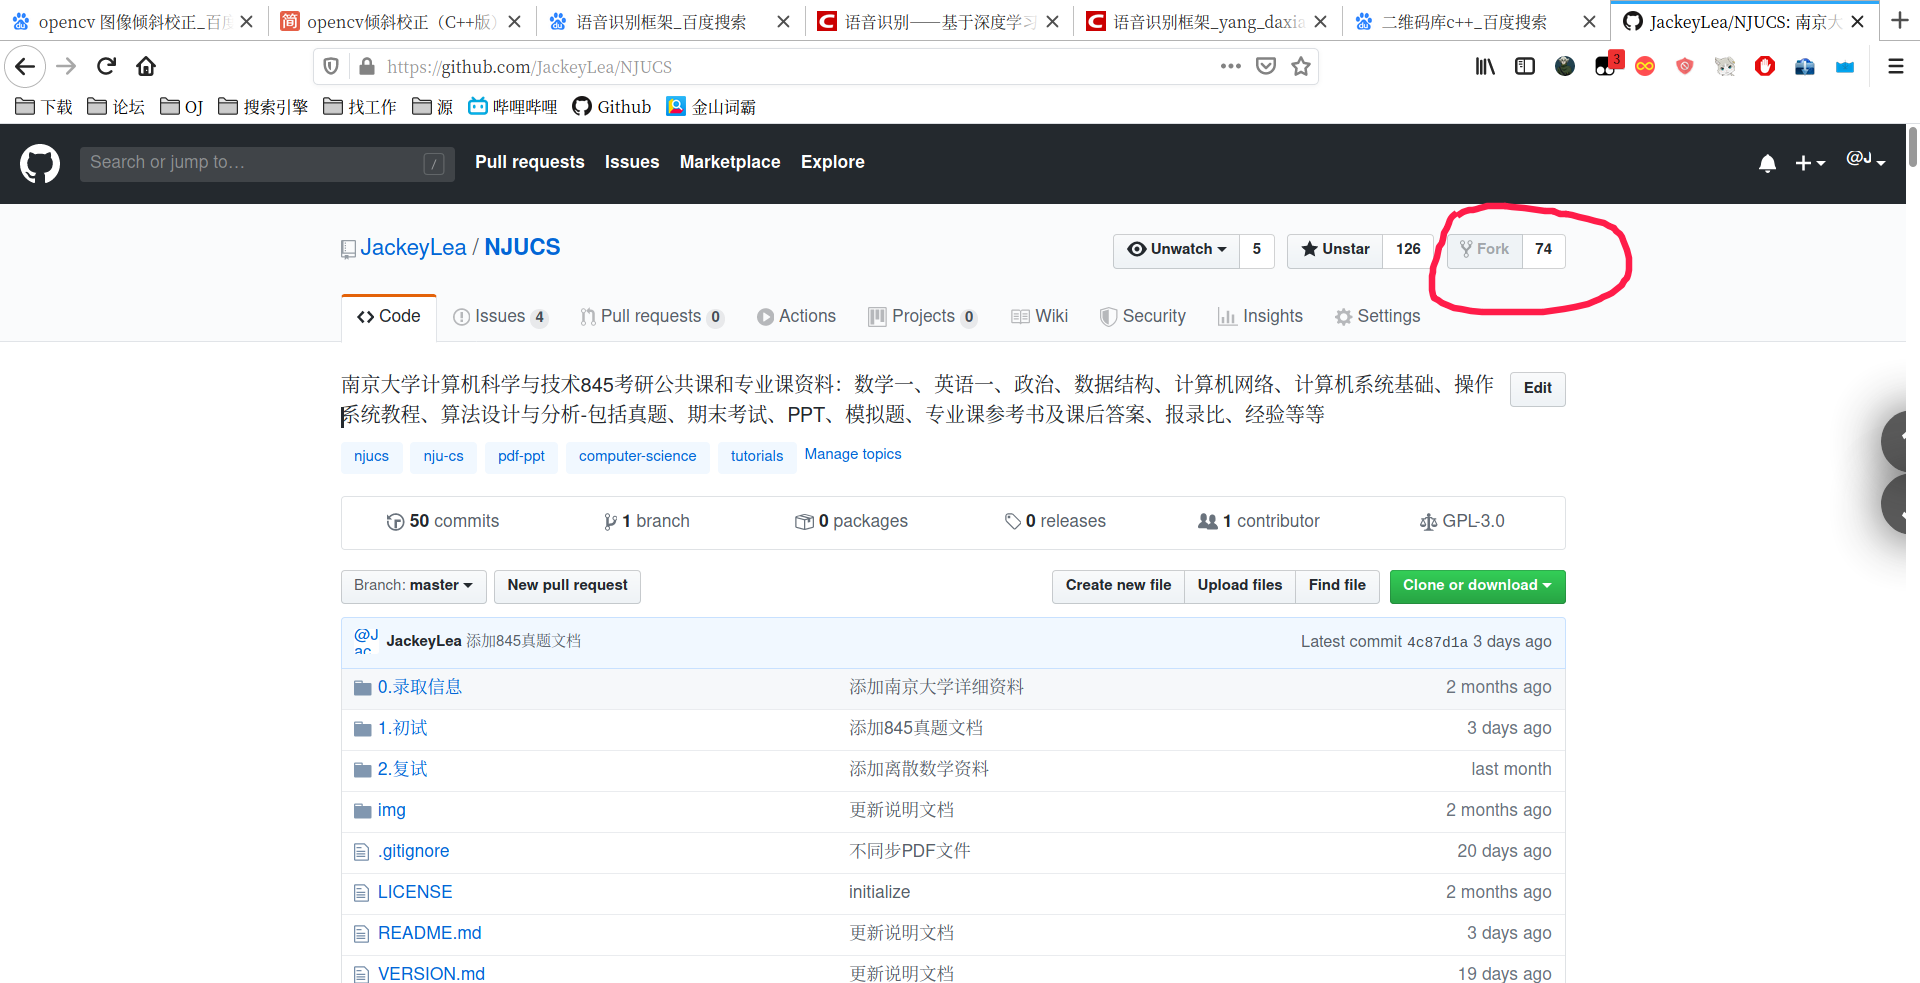 opencv 图像倾斜校正_百度
opencv倾斜校正（C++版）
语音识别框架_百度搜索
语音识别——基于深度学习
语音识别框架_yang_daxia
二维码库c++_百度搜索
JackeyLea/NJUCS: 南京大
https://github.com/JackeyLea/NJUCS
3
下载 论坛 OJ 搜索引擎 找工作 源 哔哩哔哩 Github 金山词霸
Search or jump to… / Pull requests Issues Marketplace Explore
@J
JackeyLea / NJUCS
Unwatch 5 Unstar 126 Fork 74
Code Issues 4 Pull requests 0 Actions Projects 0 Wiki Security Insights Settings
南京大学计算机科学与技术845考研公共课和专业课资料：数学一、英语一、政治、数据结构、计算机网络、计算机系统基础、操作
系统教程、算法设计与分析-包括真题、期末考试、PPT、模拟题、专业课参考书及课后答案、报录比、经验等等
Edit
njucs nju-cs pdf-ppt computer-science tutorials Manage topics
50 commits 1 branch 0 packages 0 releases 1 contributor GPL-3.0
Branch: master New pull request Create new file Upload files Find file Clone or download
@J JackeyLea 添加845真题文档 Latest commit 4c87d1a 3 days ago
0.录取信息 添加南京大学详细资料 2 months ago
1.初试 添加845真题文档 3 days ago
2.复试 添加离散数学资料 last month
img 更新说明文档 2 months ago
.gitignore 不同步PDF文件 20 days ago
LICENSE initialize 2 months ago
README.md 更新说明文档 3 days ago
VERSION.md 更新说明文档 19 days ago